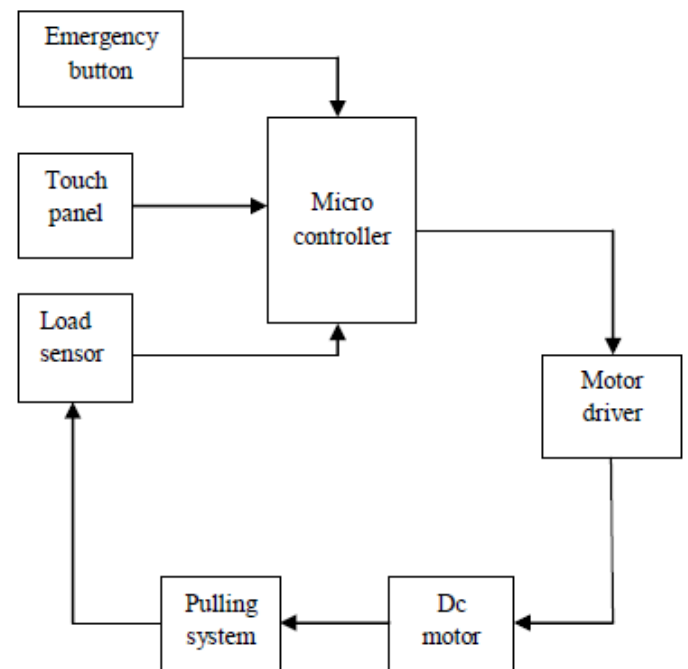 Emergency
button
Touch
panel
Micro
controller
Load
sensor
Motor
driver
Pulling
system
Dc
motor